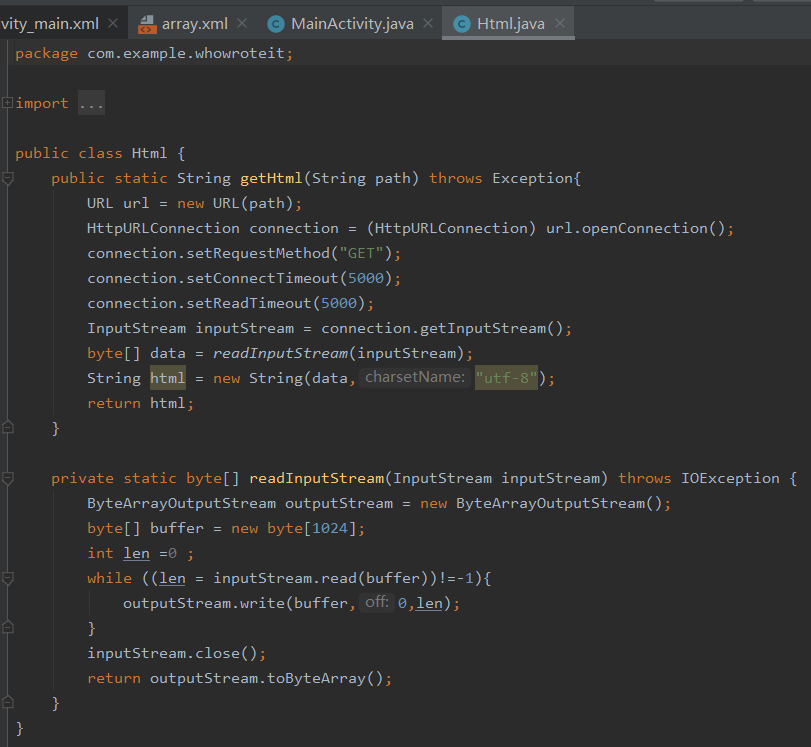 vity_main.xml × array.xml × MainActivity.java × Html.java ×
package com.example.whowroteit;
import ...
public class Html {
public static String getHtml(String path) throws Exception{
URL url = new URL(path);
HttpURLConnection connection = (HttpURLConnection) url.openConnection();
connection.setRequestMethod("GET");
connection.setConnectTimeout(5000);
connection.setReadTimeout(5000);
InputStream inputStream = connection.getInputStream();
byte[] data = readInputStream(inputStream);
String html = new String(data, charsetName: "utf-8");
return html;
}
private static byte[] readInputStream(InputStream inputStream) throws IOException {
ByteArrayOutputStream outputStream = new ByteArrayOutputStream();
byte[] buffer = new byte[1024];
int len =0 ;
while ((len = inputStream.read(buffer))!=-1){
outputStream.write(buffer, off: 0,len);
}
inputStream.close();
return outputStream.toByteArray();
}
}